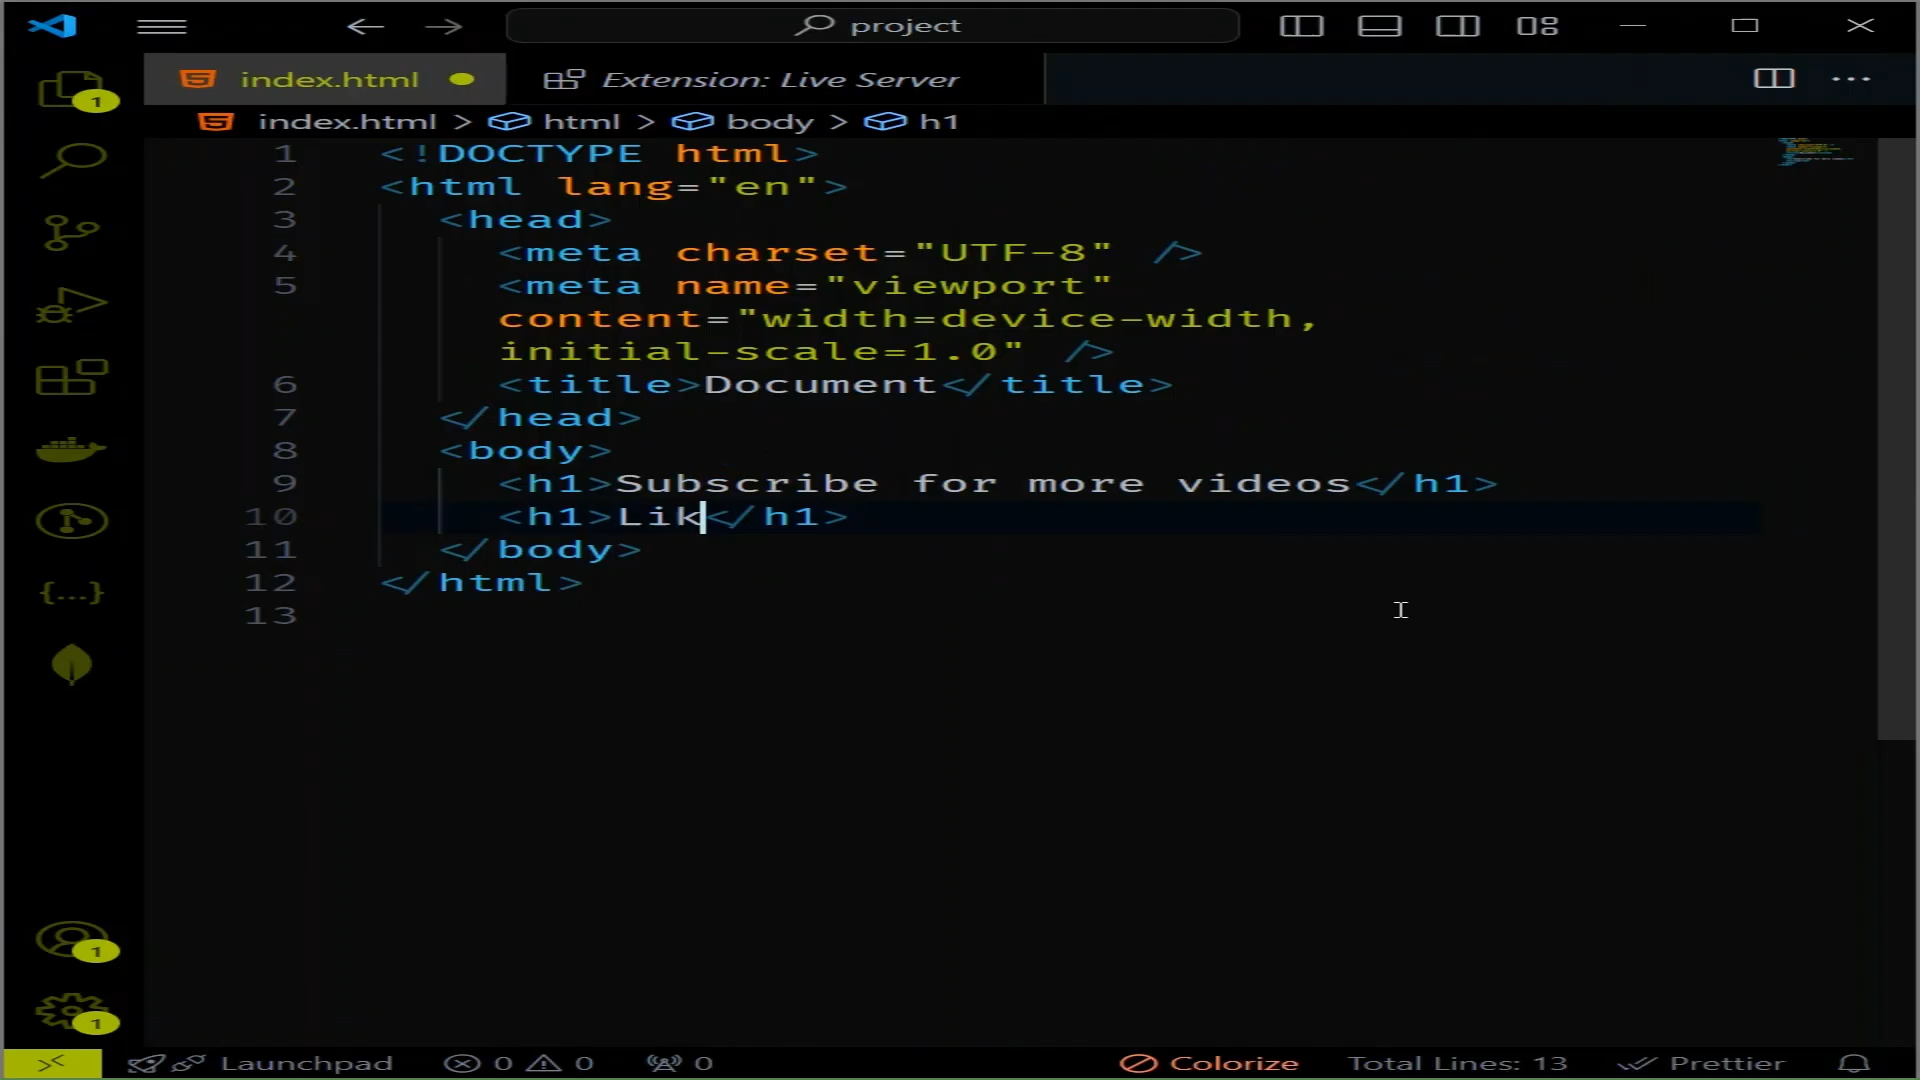 project
index.html Extension: Live Server
index.html > html > body > h1
1 <!DOCTYPE html>
2 <html lang="en">
3 <head>
4 <meta charset="UTF-8" />
5 <meta name="viewport"
content="width=device-width,
initial-scale=1.0" />
6 <title>Document</title>
7 </head>
8 <body>
9 <h1>Subscribe for more videos</h1>
10 <h1>Lik</h1>
11 </body>
12 </html>
13
1
{...}
1
1
Launchpad 0 0 0 Colorize Total Lines: 13 Prettier